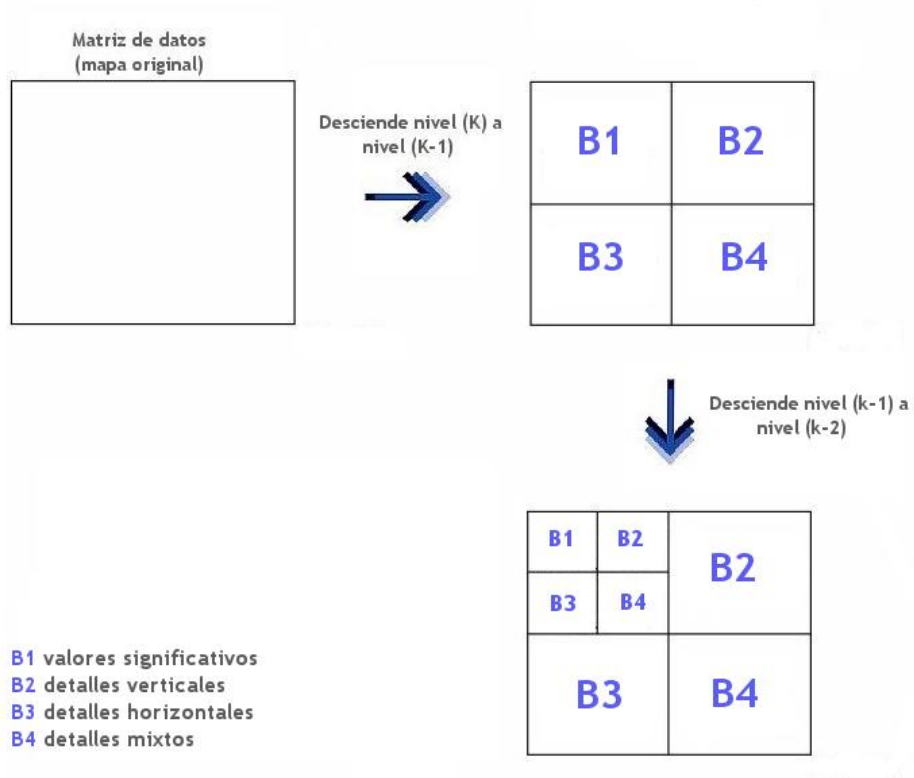 Matriz de datos
(mapa original)
Desciende nivel (K) a
nivel (K-1)
B1 B2
B3 B4
Desciende nivel (k-1) a
nivel (k-2)
B1 B2
B3 B4
B2
B3 B4
B1 valores significativos
B2 detalles verticales
B3 detalles horizontales
B4 detalles mixtos